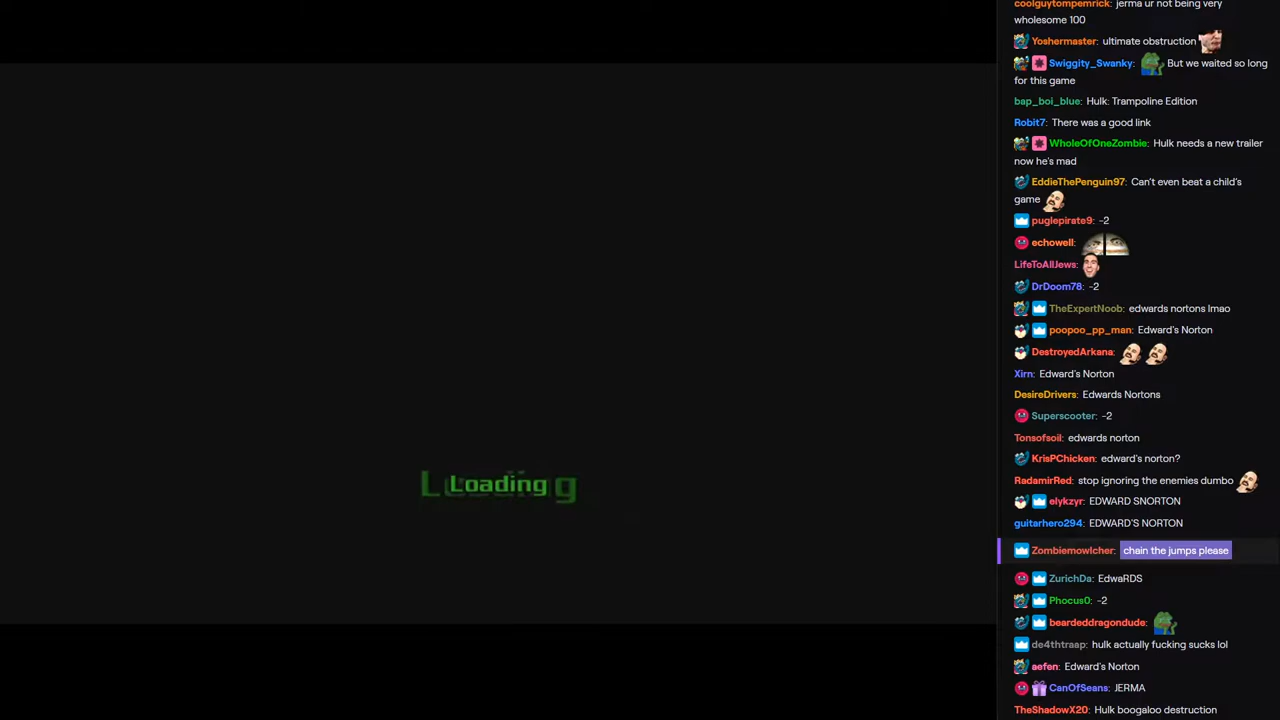 Loading
coolguytompemrick: jerma ur not being very
wholesome 100
Yoshermaster: ultimate obstruction
Swiggity_Swanky: But we waited so long
for this game
bap_boi_blue: Hulk: Trampoline Edition
Robit7: There was a good link
WholeOfOneZombie: Hulk needs a new trailer
now he's mad
EddieThePenguin97: Can't even beat a child's
game
puglepirate9: -2
echowell:
LifeToAllJews:
DrDoom78: -2
TheExpertNoob: edwards nortons lmao
poopoo_pp_man: Edward's Norton
DestroyedArkana:
Xirn: Edward's Norton
DesireDrivers: Edwards Nortons
Superscooter: -2
Tonsofsoil: edwards norton
KrisPChicken: edward's norton?
RadamirRed: stop ignoring the enemies dumbo
elykzyr: EDWARD SNORTON
guitarhero294: EDWARD'S NORTON
Zombiemowlcher: chain the jumps please
ZurichDa: EdwaRDS
Phocus0: -2
beardeddragondude:
de4thtraap: hulk actually fucking sucks lol
aefen: Edward's Norton
CanOfSeans: JERMA
TheShadowX20: Hulk boogaloo destruction